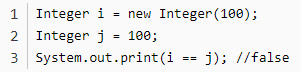 1 Integer i = new Integer(100);
2 Integer j = 100;
3 System.out.print(i == j); //false